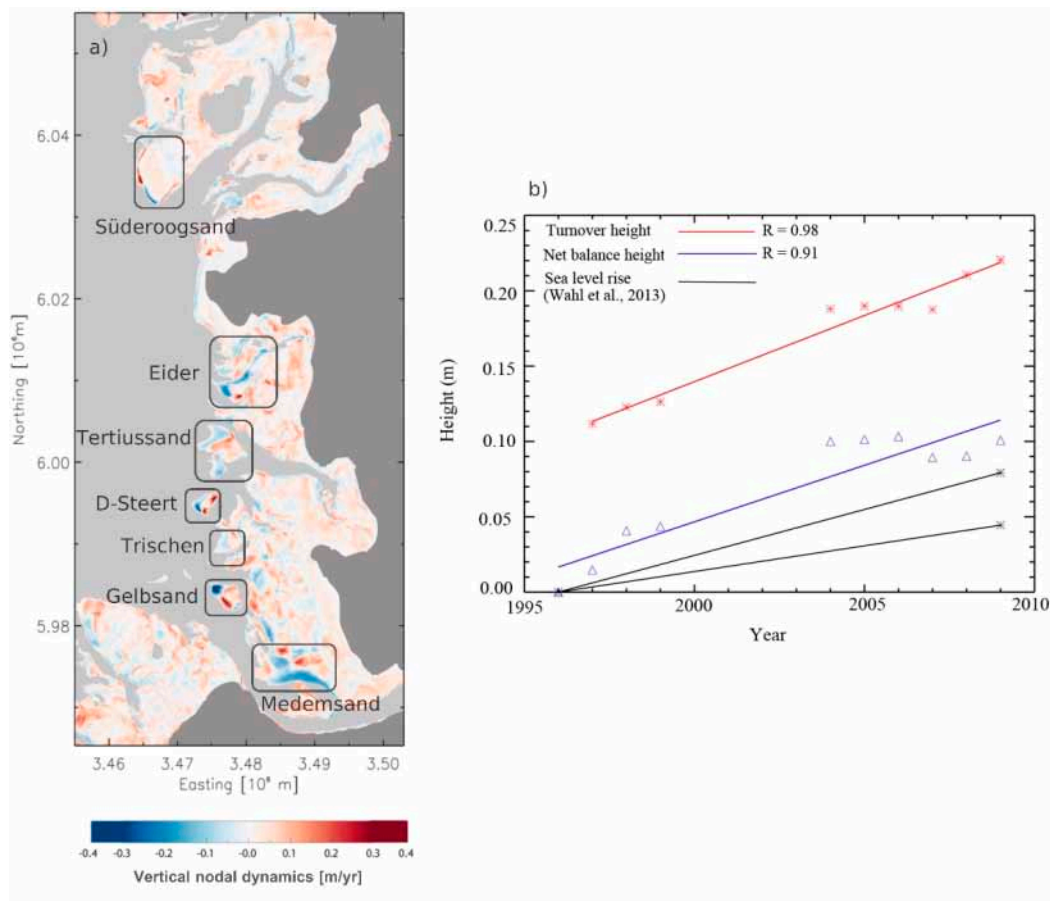 a)
6.04
6.02
6.00
5.98
Northing [10⁶m]
Süderoogsand
Eider
Tertiussand
D-Steert
Trischen
Gelbsand
Medemsand
3.46 3.47 3.48 3.49 3.50
Easting [10⁶ m]
-0.4 -0.3 -0.2 -0.1 -0.0 0.1 0.2 0.3 0.4
Vertical nodal dynamics [m/yr]
b)
Turnover height R = 0.98
Net balance height R = 0.91
Sea level rise
(Wahl et al., 2013)
0.25
0.20
0.15
0.10
0.05
0.00
Height (m)
1995 2000 2005 2010
Year